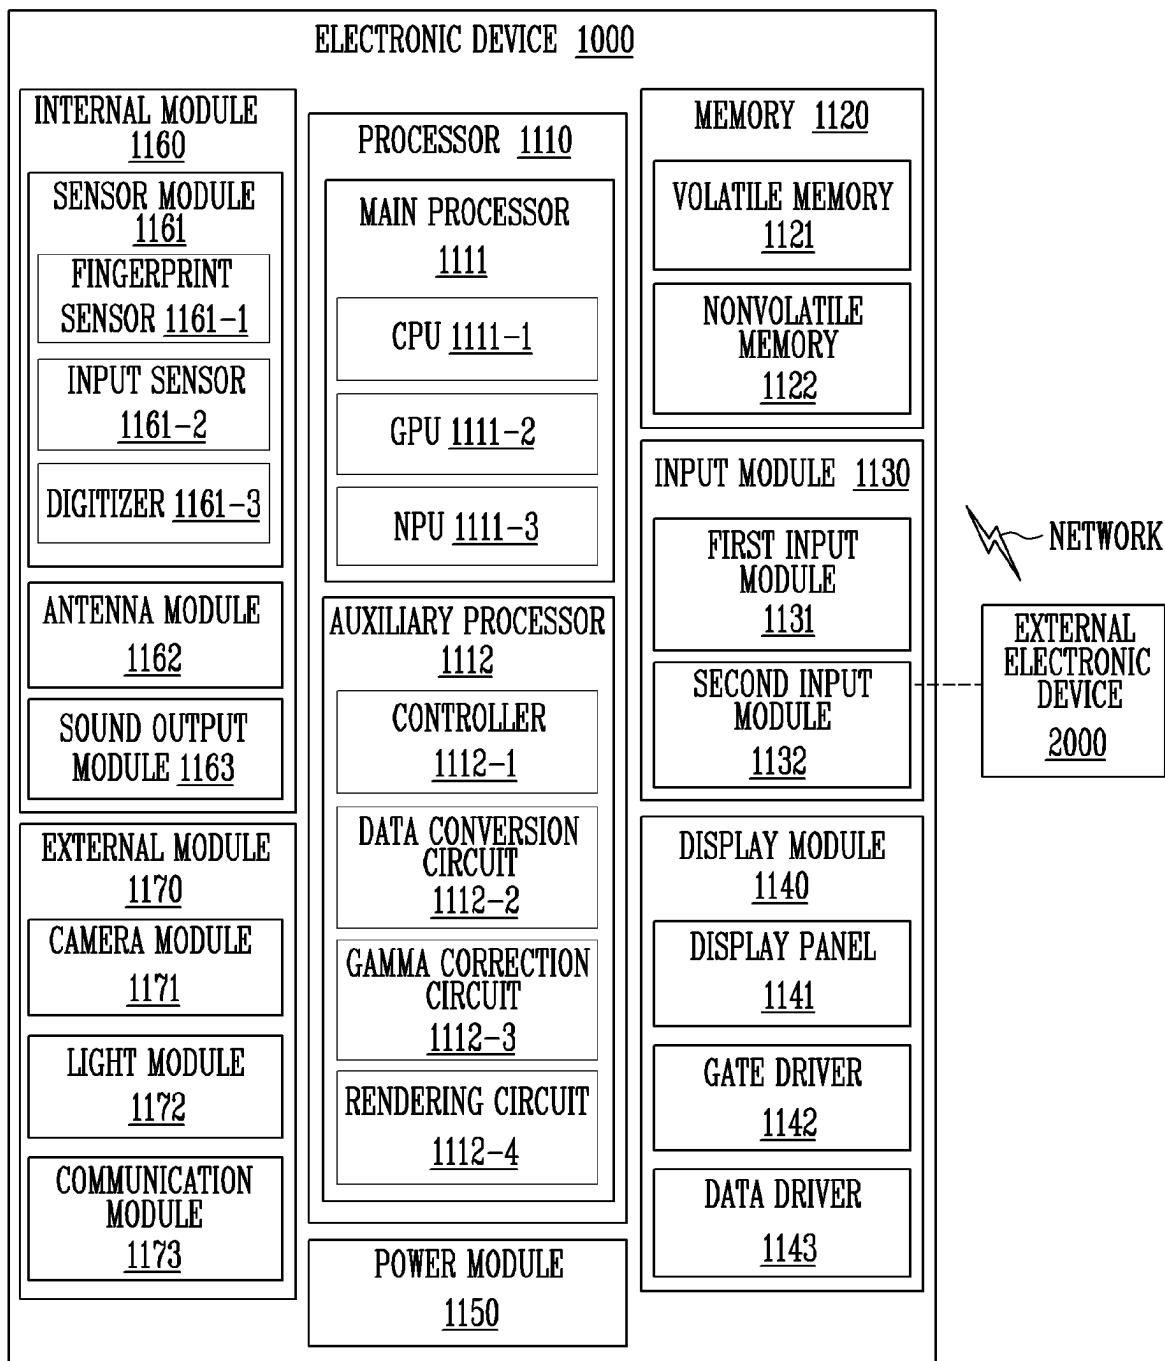 ELECTRONIC DEVICE 1000
INTERNAL MODULE
1160
SENSOR MODULE
1161
FINGERPRINT
SENSOR 1161-1
INPUT SENSOR
1161-2
DIGITIZER 1161-3
ANTENNA MODULE
1162
SOUND OUTPUT
MODULE 1163
EXTERNAL MODULE
1170
CAMERA MODULE
1171
LIGHT MODULE
1172
COMMUNICATION
MODULE
1173
PROCESSOR 1110
MAIN PROCESSOR
1111
CPU 1111-1
GPU 1111-2
NPU 1111-3
AUXILIARY PROCESSOR
1112
CONTROLLER
1112-1
DATA CONVERSION
CIRCUIT
1112-2
GAMMA CORRECTION
CIRCUIT
1112-3
RENDERING CIRCUIT
1112-4
POWER MODULE
1150
MEMORY 1120
VOLATILE MEMORY
1121
NONVOLATILE
MEMORY
1122
INPUT MODULE 1130
FIRST INPUT
MODULE
1131
SECOND INPUT
MODULE
1132
DISPLAY MODULE
1140
DISPLAY PANEL
1141
GATE DRIVER
1142
DATA DRIVER
1143
NETWORK
EXTERNAL
ELECTRONIC
DEVICE
2000